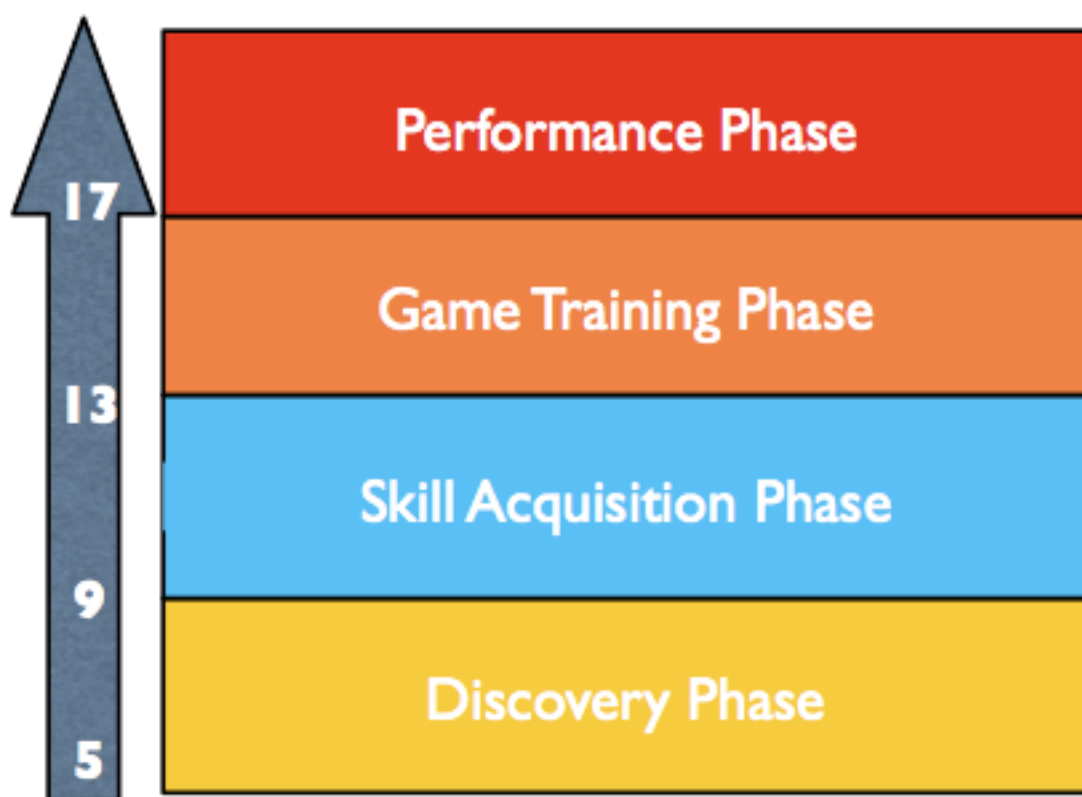 Performance Phase
17
Game Training Phase
13
Skill Acquisition Phase
9
Discovery Phase
5